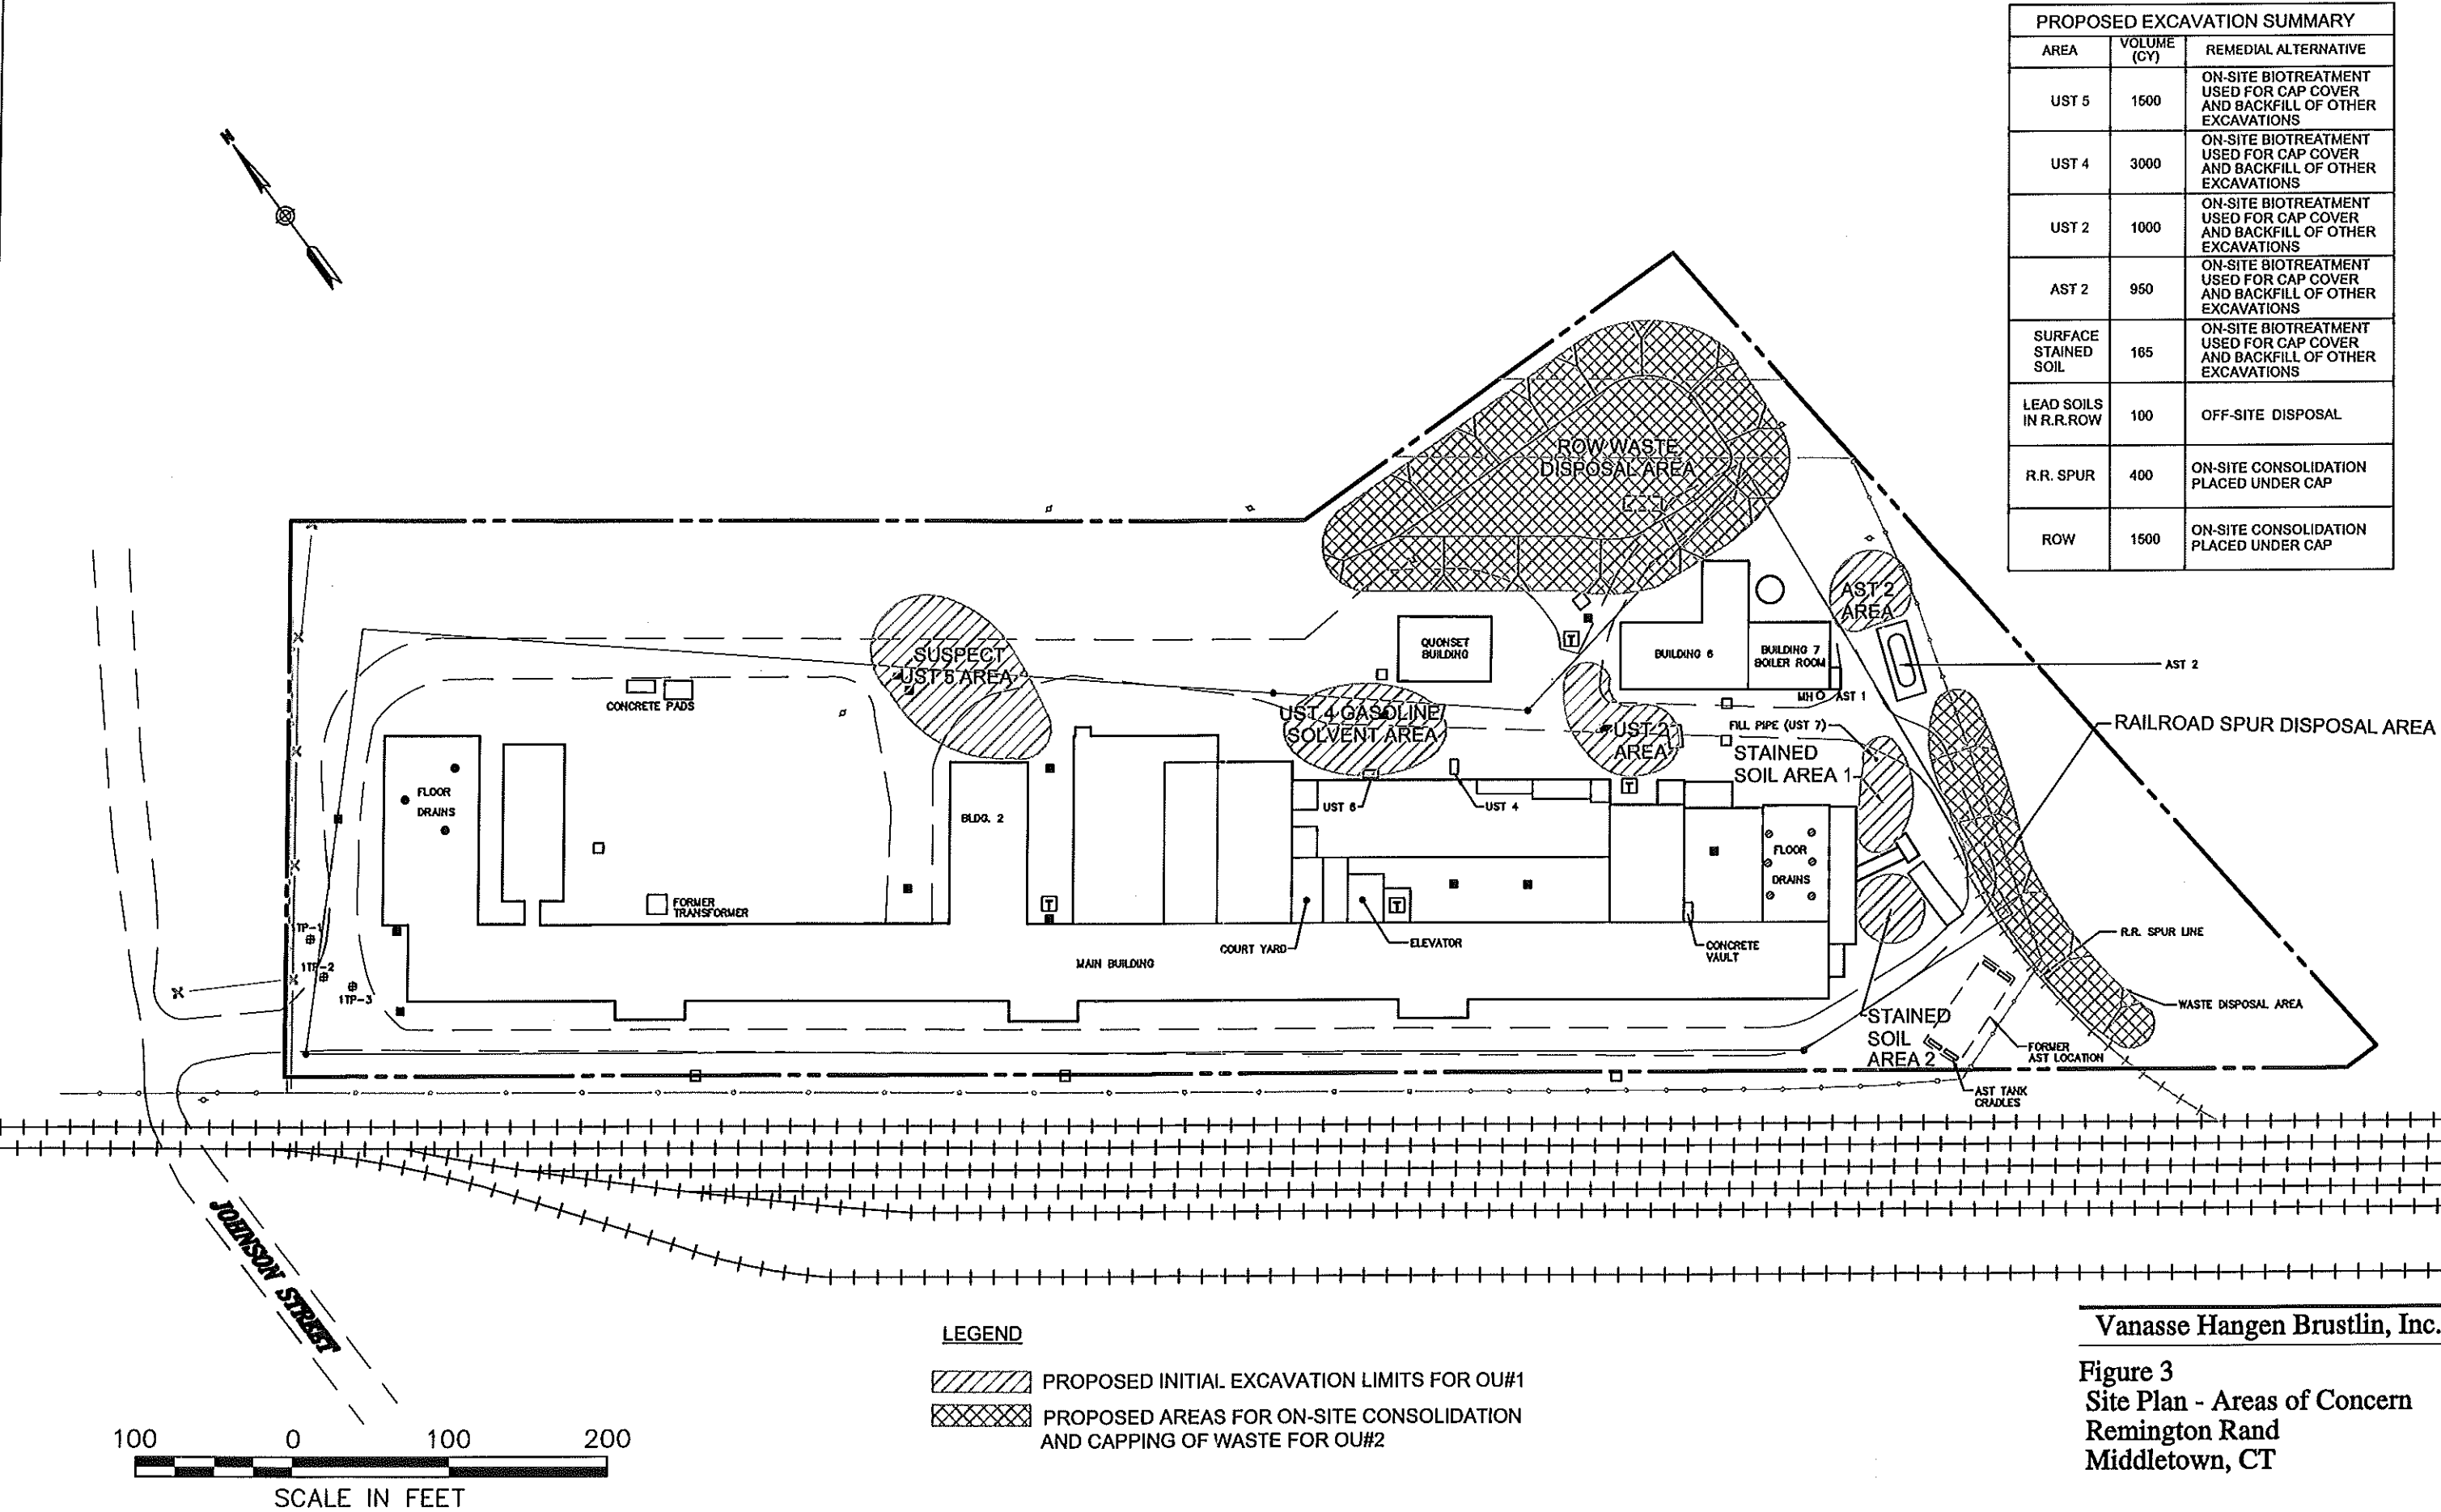 PROPOSED EXCAVATION SUMMARY
AREA
VOLUME
(CY)
REMEDIAL ALTERNATIVE
UST 5
1500
ON-SITE BIOTREATMENT
USED FOR CAP COVER
AND BACKFILL OF OTHER
EXCAVATIONS
UST 4
3000
ON-SITE BIOTREATMENT
USED FOR CAP COVER
AND BACKFILL OF OTHER
EXCAVATIONS
UST 2
1000
ON-SITE BIOTREATMENT
USED FOR CAP COVER
AND BACKFILL OF OTHER
EXCAVATIONS
AST 2
950
ON-SITE BIOTREATMENT
USED FOR CAP COVER
AND BACKFILL OF OTHER
EXCAVATIONS
SURFACE
STAINED
SOIL
165
ON-SITE BIOTREATMENT
USED FOR CAP COVER
AND BACKFILL OF OTHER
EXCAVATIONS
LEAD SOILS
IN R.R.ROW
100
OFF-SITE DISPOSAL
R.R. SPUR
400
ON-SITE CONSOLIDATION
PLACED UNDER CAP
ROW
1500
ON-SITE CONSOLIDATION
PLACED UNDER CAP
N
ROW WASTE
DISPOSAL AREA
AST 2
AREA
SUSPECT
UST 5 AREA
QUONSET
BUILDING
T
BUILDING 6
BUILDING 7
BOILER ROOM
AST 2
CONCRETE PADS
MH
AST 1
UST 4 GASOLINE/
SOLVENT AREA
UST 2
AREA
FILL PIPE (UST 7)
RAILROAD SPUR DISPOSAL AREA
STAINED
SOIL AREA 1
FLOOR
DRAINS
BLDG. 2
UST 6
UST 4
T
FLOOR
DRAINS
FORMER
TRANSFORMER
T
T
TP-1
1TP-2
1TP-3
MAIN BUILDING
COURT YARD
ELEVATOR
CONCRETE
VAULT
R.R. SPUR LINE
WASTE DISPOSAL AREA
STAINED
SOIL
AREA 2
FORMER
AST LOCATION
AST TANK
CRADLES
JOHNSON STREET
LEGEND
PROPOSED INITIAL EXCAVATION LIMITS FOR OU#1
PROPOSED AREAS FOR ON-SITE CONSOLIDATION
AND CAPPING OF WASTE FOR OU#2
100 0 100 200
SCALE IN FEET
Vanasse Hangen Brustlin, Inc.
Figure 3
Site Plan - Areas of Concern
Remington Rand
Middletown, CT